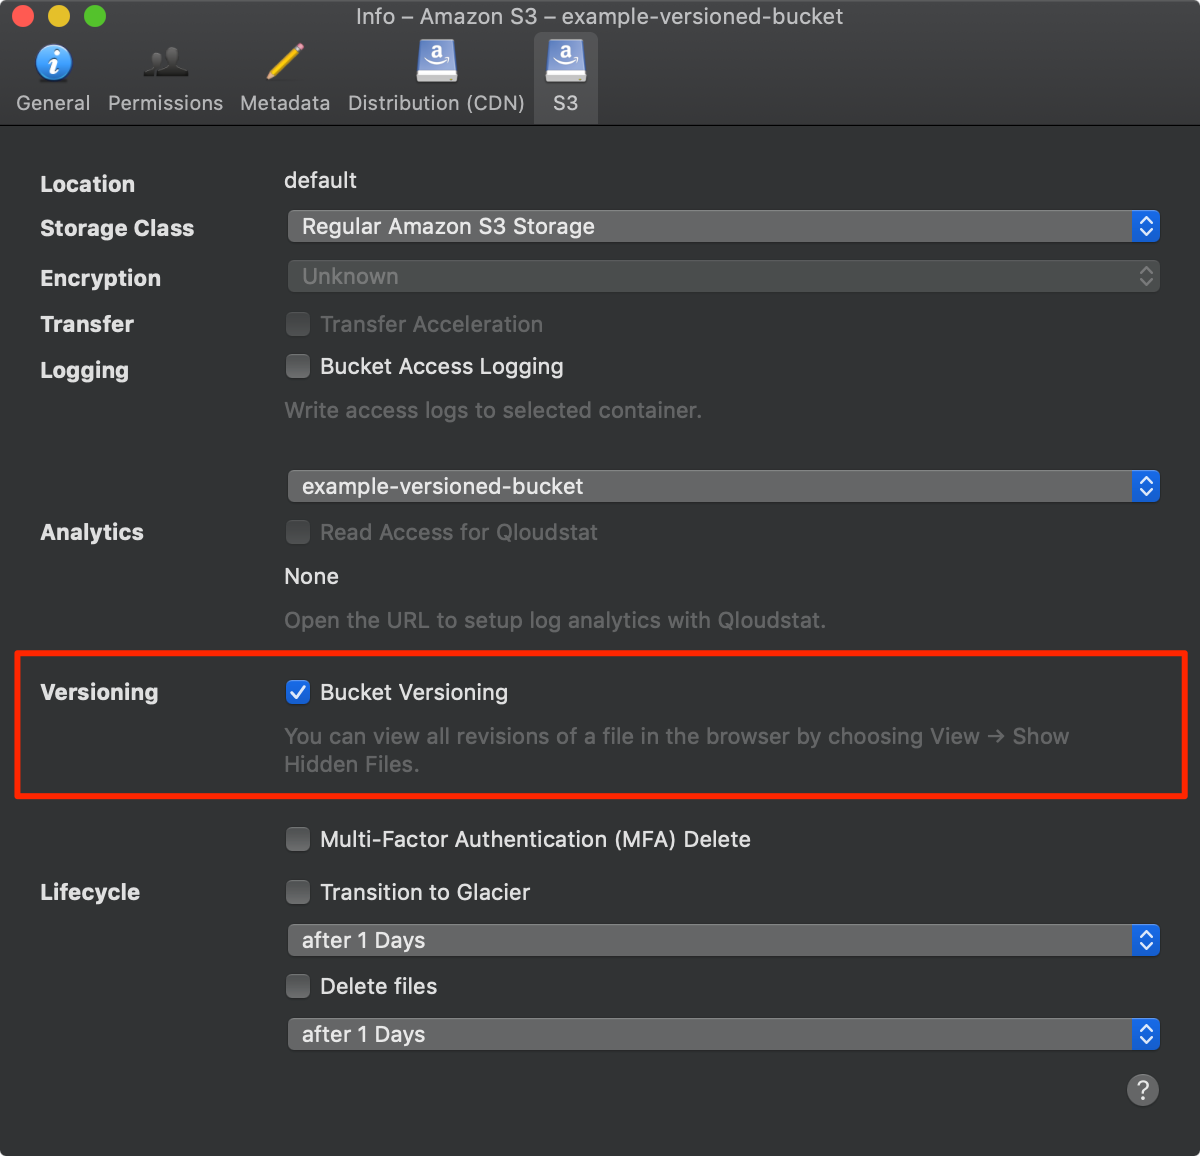 Info – Amazon S3 – example-versioned-bucket
General Permissions Metadata Distribution (CDN) S3
Location default
Storage Class Regular Amazon S3 Storage
Encryption Unknown
Transfer Transfer Acceleration
Logging Bucket Access Logging
Write access logs to selected container.
example-versioned-bucket
Analytics Read Access for Qloudstat
None
Open the URL to setup log analytics with Qloudstat.
Versioning Bucket Versioning
You can view all revisions of a file in the browser by choosing View → Show
Hidden Files.
Multi-Factor Authentication (MFA) Delete
Lifecycle Transition to Glacier
after 1 Days
Delete files
after 1 Days
?